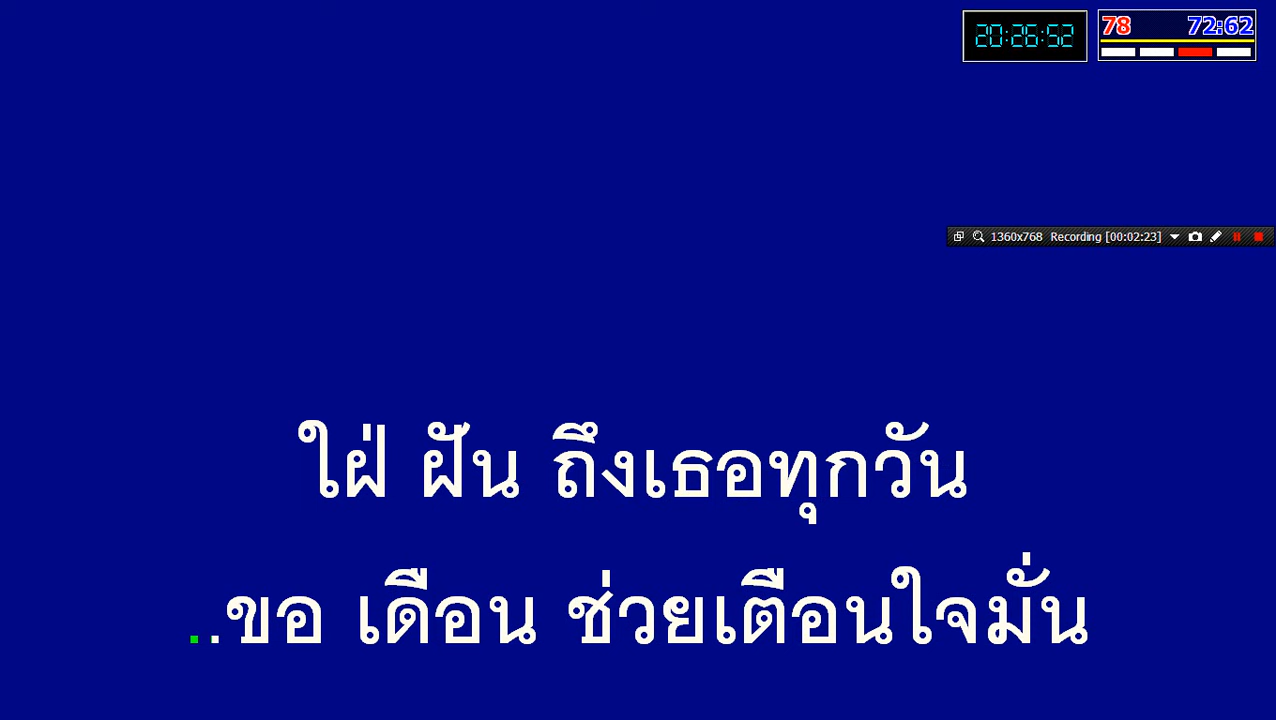 20:26:52
78 72:62
1360x768 Recording [00:02:23]
ใฝ่ ฝัน ถึงเธอทุกวัน
..ขอ เดือน ช่วยเตือนใจมั่น